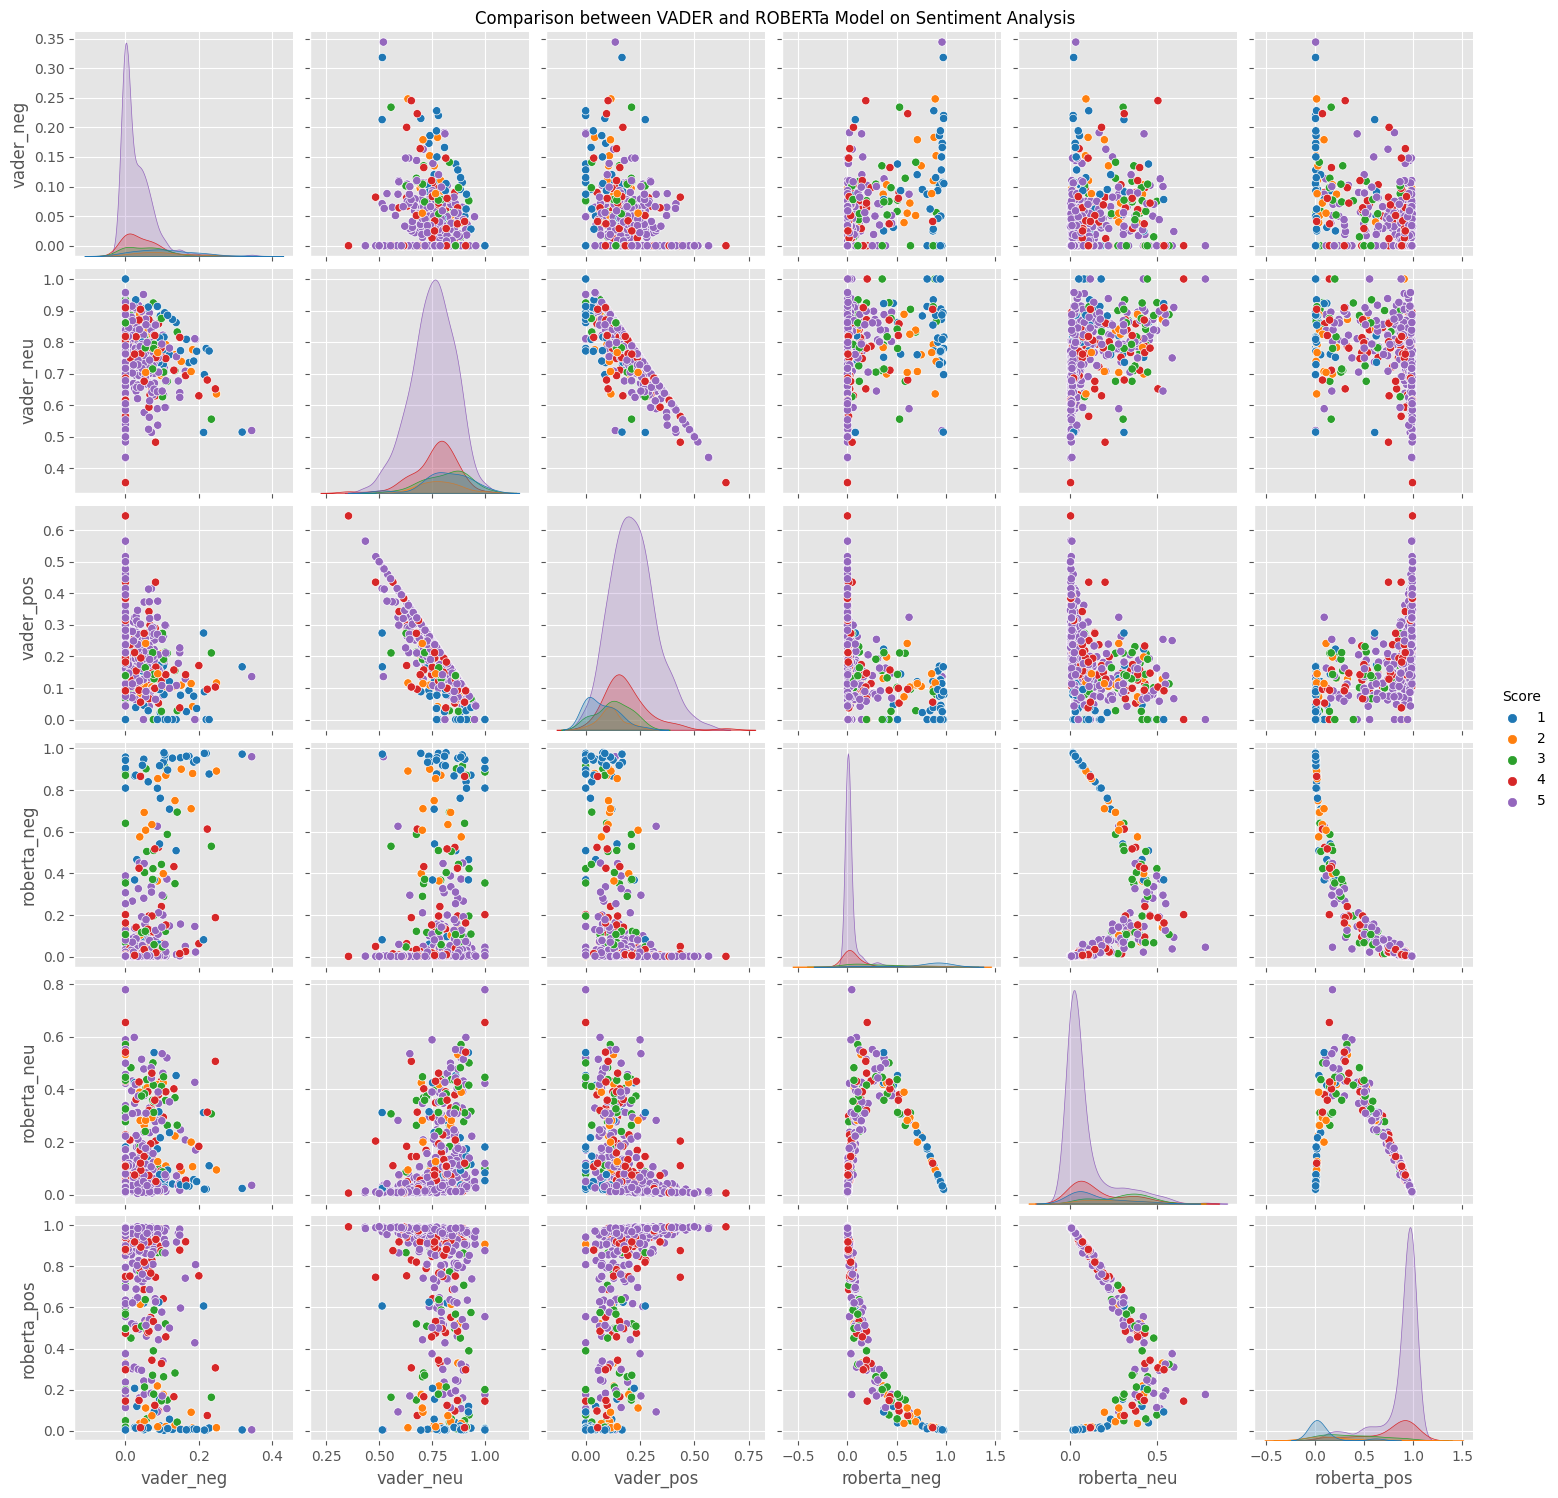 Comparison between VADER and ROBERTa Model on Sentiment Analysis
0.35
0.30
0.25
0.20
0.15
0.10
0.05
0.00
vader_neg
1.0
0.9
0.8
0.7
0.6
0.5
0.4
vader_neu
0.6
0.5
0.4
0.3
0.2
0.1
0.0
vader_pos
1.0
0.8
0.6
0.4
0.2
0.0
roberta_neg
0.8
0.6
0.4
0.2
0.0
roberta_neu
1.0
0.8
0.6
0.4
0.2
0.0
roberta_pos
0.0 0.2 0.4
vader_neg
0.25 0.50 0.75 1.00
vader_neu
0.00 0.25 0.50 0.75
vader_pos
−0.5 0.0 0.5 1.0 1.5
roberta_neg
0.0 0.5
roberta_neu
−0.5 0.0 0.5 1.0 1.5
roberta_pos
Score
1
2
3
4
5